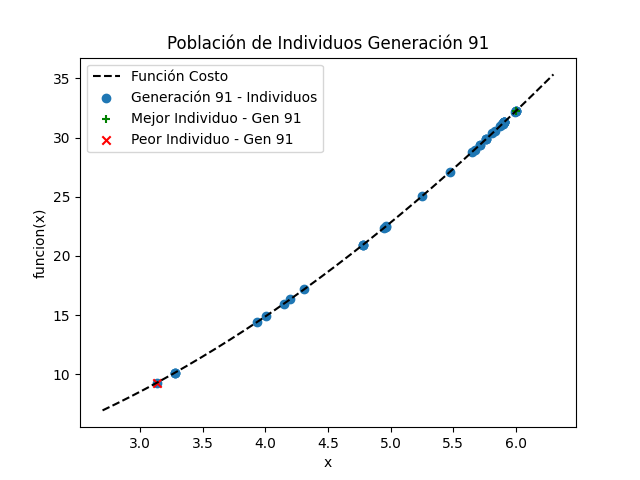 Población de Individuos Generación 91
Función Costo
Generación 91 - Individuos
Mejor Individuo - Gen 91
Peor Individuo - Gen 91
35
30
25
20
15
10
funcion(x)
3.0 3.5 4.0 4.5 5.0 5.5 6.0
x